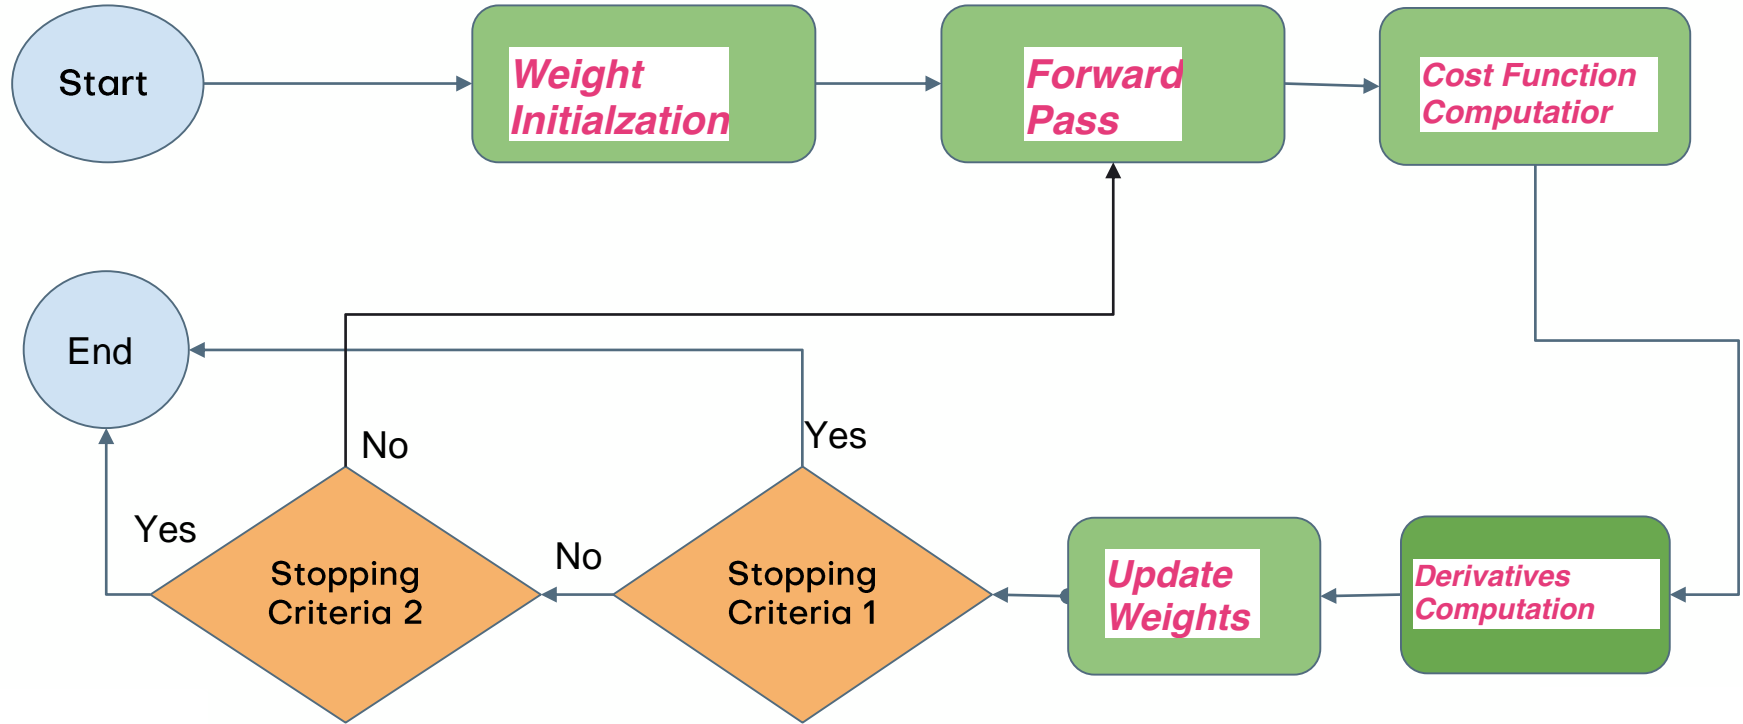 Start
Weight
Initialzation
Forward
Pass
Cost Function
Computatior
End
No
Yes
Yes
No
Stopping
Criteria 2
Stopping
Criteria 1
Update
Weights
Derivatives
Computation